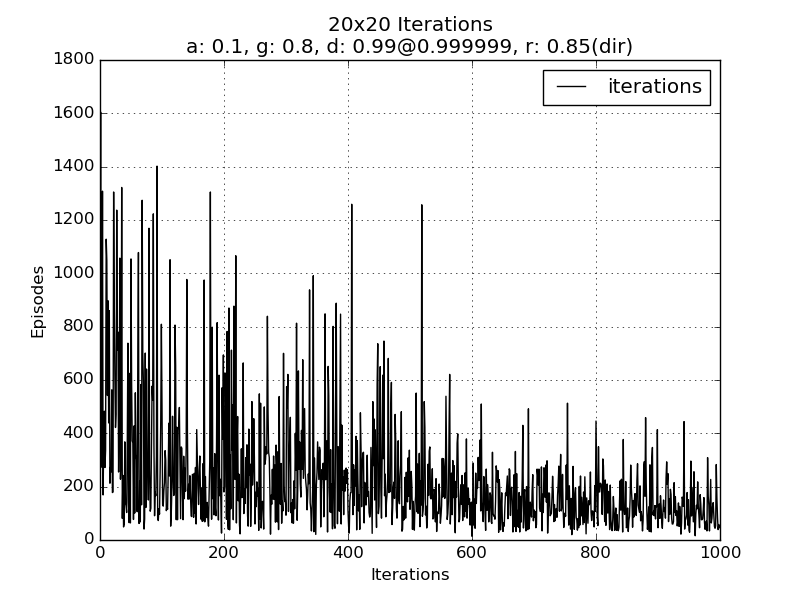 20x20 Iterations
a: 0.1, g: 0.8, d: 0.99@0.999999, r: 0.85(dir)
1800
iterations
1600
1400
1200
1000
Episodes
800
600
400
200
0
0 200 400 600 800 1000
Iterations